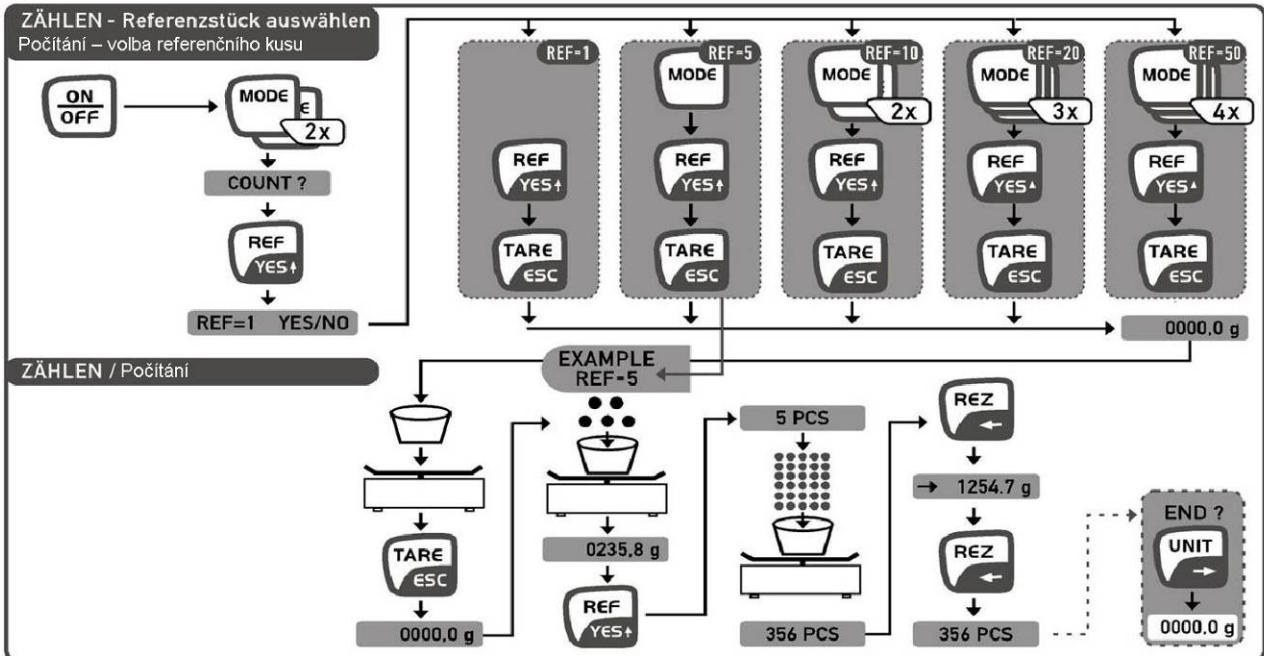 ZÄHLEN - Referenzstück auswählen
Počítání – volba referenčního kusu
ON
OFF
MODE
E
2x
COUNT ?
REF
YES
REF=1 YES/NO
REF=1
REF
YES
TARE
ESC
REF=5
MODE
REF
YES
TARE
ESC
REF=10
MODE
2x
REF
YES
TARE
ESC
REF=20
MODE
3x
REF
YES
TARE
ESC
REF=50
MODE
4x
REF
YES
TARE
ESC
0000,0 g
ZÄHLEN / Počítání
TARE
ESC
0000,0 g
EXAMPLE
REF-5
0235,8 g
REF
YES
5 PCS
356 PCS
REZ
1254.7 g
REZ
356 PCS
END ?
UNIT
0000.0 g